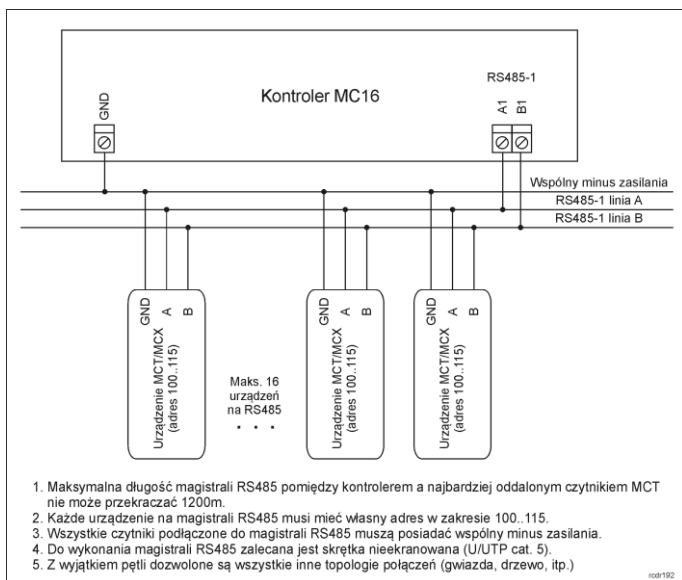 Kontroler MC16
RS485-1
GND
A1
B1
Wspólny minus zasilania
RS485-1 linia A
RS485-1 linia B
GND
A
B
Urządzenie MCT/MCX
(adres 100..115)
Maks. 16
urządzeń
na RS485
. . .
GND
A
B
Urządzenie MCT/MCX
(adres 100..115)
GND
A
B
Urządzenie MCT/MCX
(adres 100..115)
1. Maksymalna długość magistrali RS485 pomiędzy kontrolerem a najbardziej oddalonym czytnikiem MCT
nie może przekraczać 1200m.
2. Każde urządzenie na magistrali RS485 musi mieć własny adres w zakresie 100..115.
3. Wszystkie czytniki podłączone do magistrali RS485 muszą posiadać wspólny minus zasilania.
4. Do wykonania magistrali RS485 zalecana jest skrętka nieekranowana (U/UTP cat. 5).
5. Z wyjątkiem pętli dozwolone są wszystkie inne topologie połączeń (gwiazda, drzewo, itp.)
rcdr192